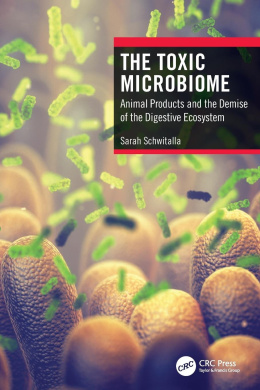 THE TOXIC
MICROBIOME
Animal Products and the Demise
of the Digestive Ecosystem
Sarah Schwitalla
CRC
CRC Press
Taylor & Francis Group